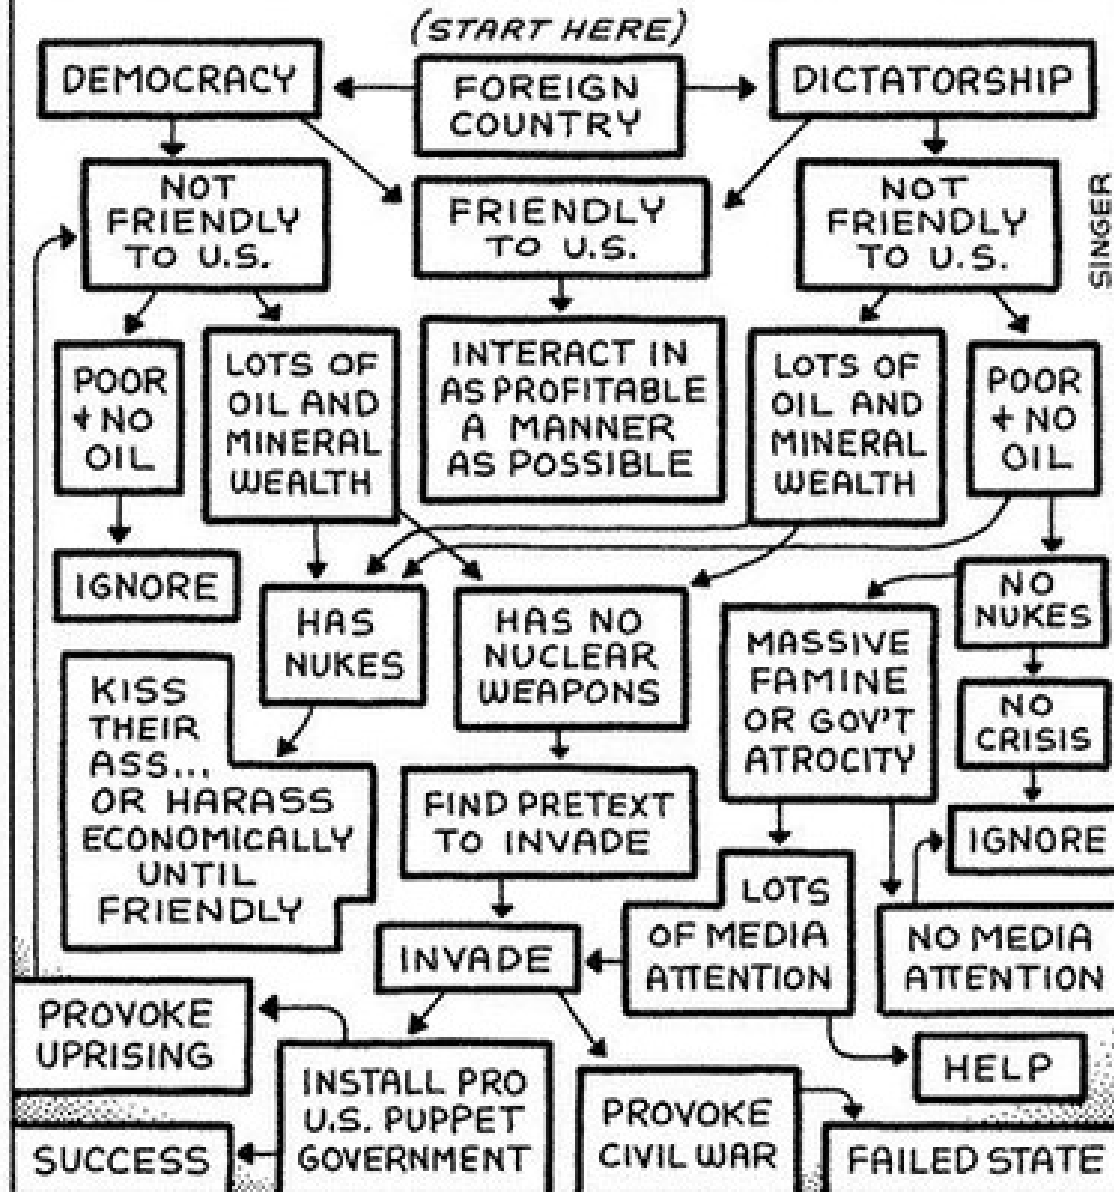 (START HERE)
FOREIGN
COUNTRY
DEMOCRACY
DICTATORSHIP
NOT
FRIENDLY
TO U.S.
FRIENDLY
TO U.S.
NOT
FRIENDLY
TO U.S.
SINGER
POOR
+ NO
OIL
LOTS OF
OIL AND
MINERAL
WEALTH
INTERACT IN
AS PROFITABLE
A MANNER
AS POSSIBLE
LOTS OF
OIL AND
MINERAL
WEALTH
POOR
+ NO
OIL
IGNORE
HAS
NUKES
HAS NO
NUCLEAR
WEAPONS
MASSIVE
FAMINE
OR GOV'T
ATROCITY
NO
NUKES
NO
CRISIS
IGNORE
KISS
THEIR
ASS...
OR HARASS
ECONOMICALLY
UNTIL
FRIENDLY
FIND PRETEXT
TO INVADE
INVADE
LOTS
OF MEDIA
ATTENTION
NO MEDIA
ATTENTION
HELP
PROVOKE
UPRISING
INSTALL PRO
U.S. PUPPET
GOVERNMENT
PROVOKE
CIVIL WAR
SUCCESS
FAILED STATE